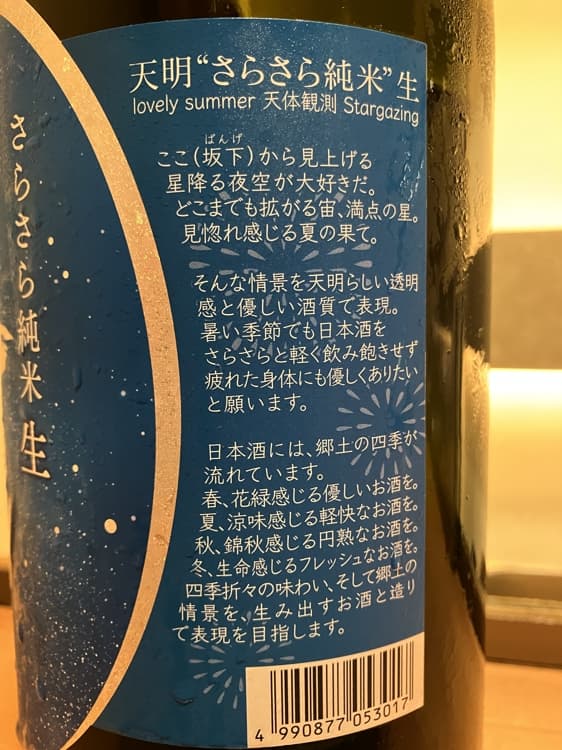 さらさら純米 生
天明“さらさら純米”生
lovely summer 天体観測 Stargazing
ばんげ
ここ(坂下)から見上げる
星降る夜空が大好きだ。
どこまでも拡がる宙、満点の星。
見惚れ感じる夏の果て。
そんな情景を天明らしい透明
感と優しい酒質で表現。
暑い季節でも日本酒を
さらさらと軽く飲み飽きせず
疲れた身体にも優しくありたい
と願います。
日本酒には、郷土の四季が
流れています。
春、花緑感じる優しいお酒を。
夏、涼味感じる軽快なお酒を。
秋、錦秋感じる円熟なお酒を。
冬、生命感じるフレッシュなお酒を。
四季折々の味わい、そして郷土の
情景を、生み出すお酒と造り
で表現を目指します。
4 990877 053017